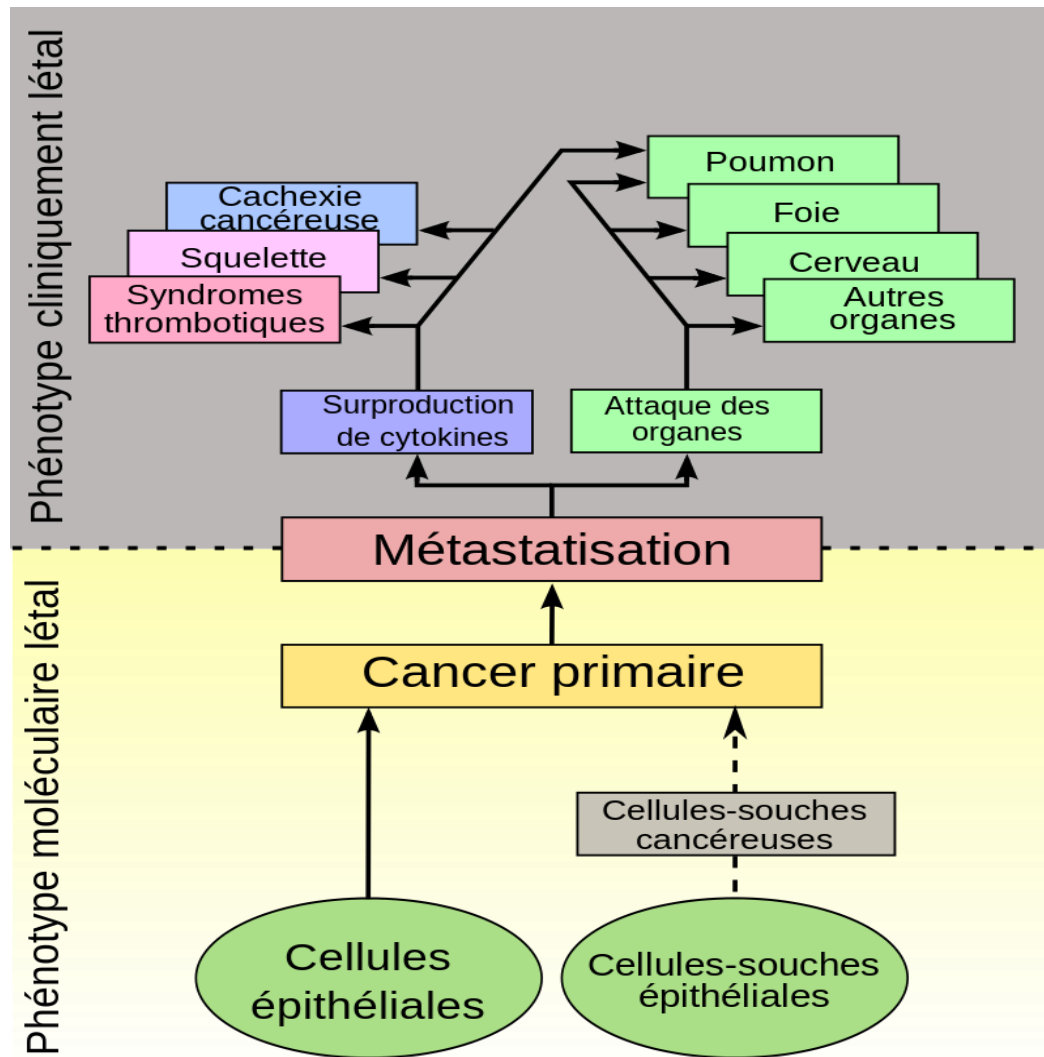 Phénotype cliniquement létal
Poumon
Cachexie
cancéreuse
Foie
Squelette
Cerveau
Syndromes
thrombotiques
Autres
organes
Surproduction
de cytokines
Attaque des
organes
Métastatisation
Phénotype moléculaire létal
Cancer primaire
Cellules-souches
cancéreuses
Cellules
épithéliales
Cellules-souches
épithéliales